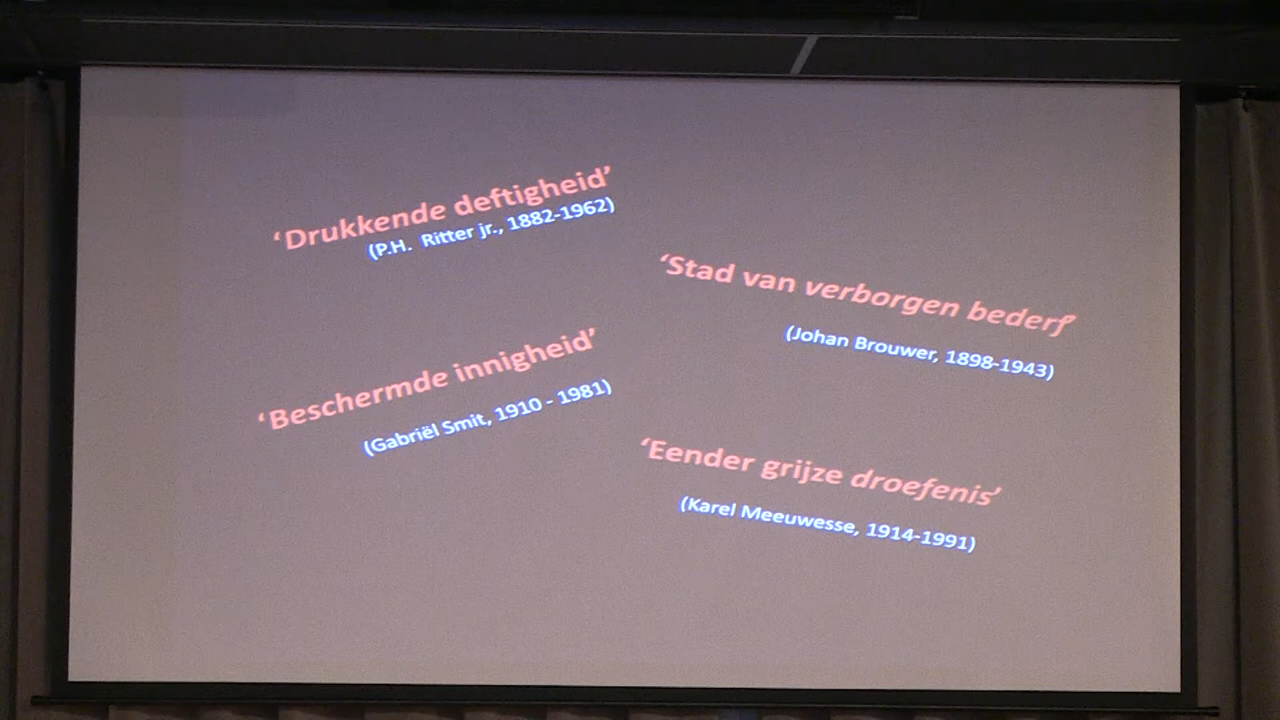 ‘Drukkende deftigheid’
(P.H. Ritter jr., 1882-1962)
‘Stad van verborgen bederf’
(Johan Brouwer, 1898-1943)
‘Beschermde innigheid’
(Gabriël Smit, 1910 - 1981)
‘Eender grijze droefenis’
(Karel Meeuwesse, 1914-1991)